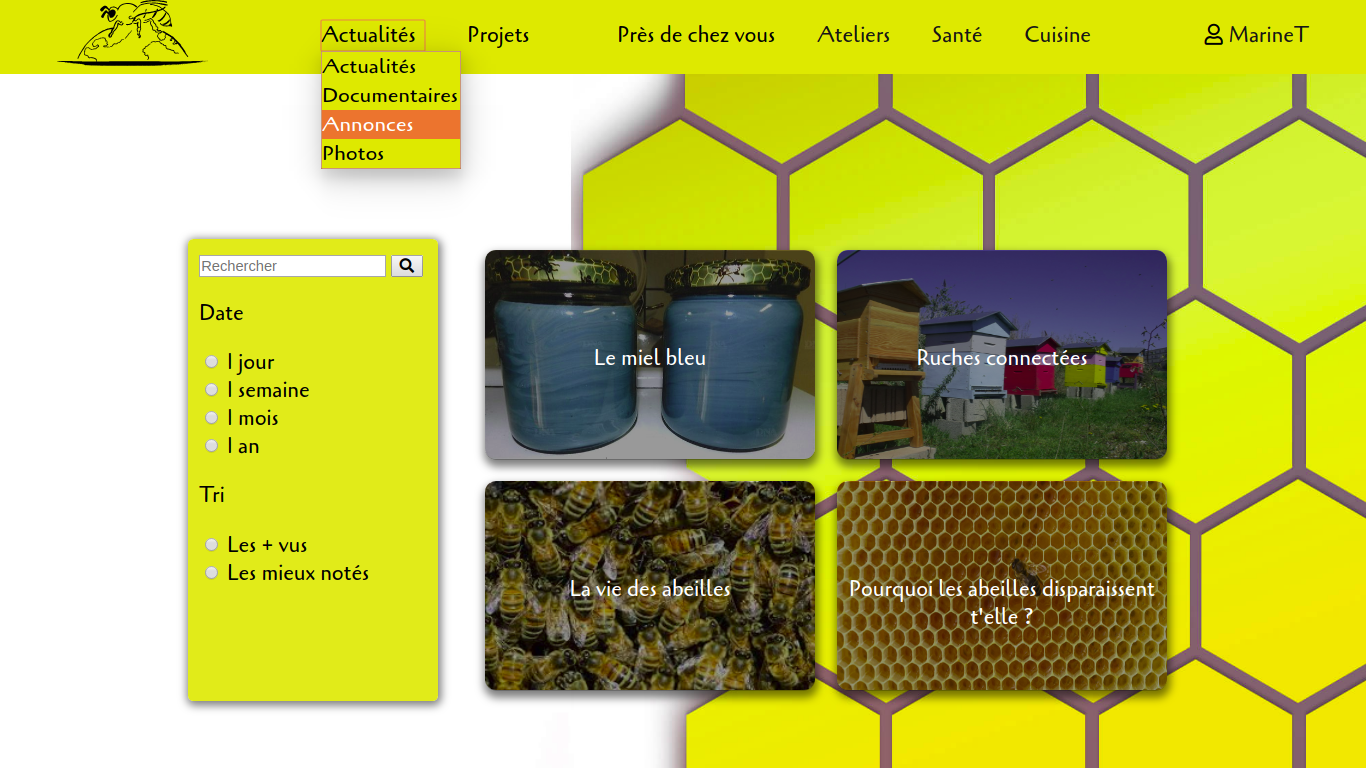 Actualités Projets Près de chez vous Ateliers Santé Cuisine MarineT
Actualités
Documentaires
Annonces
Photos
Rechercher
Date
1 jour
1 semaine
1 mois
1 an
Tri
Les + vus
Les mieux notés
Le miel bleu
Ruches connectées
La vie des abeilles
Pourquoi les abeilles disparaissent
t'elle ?